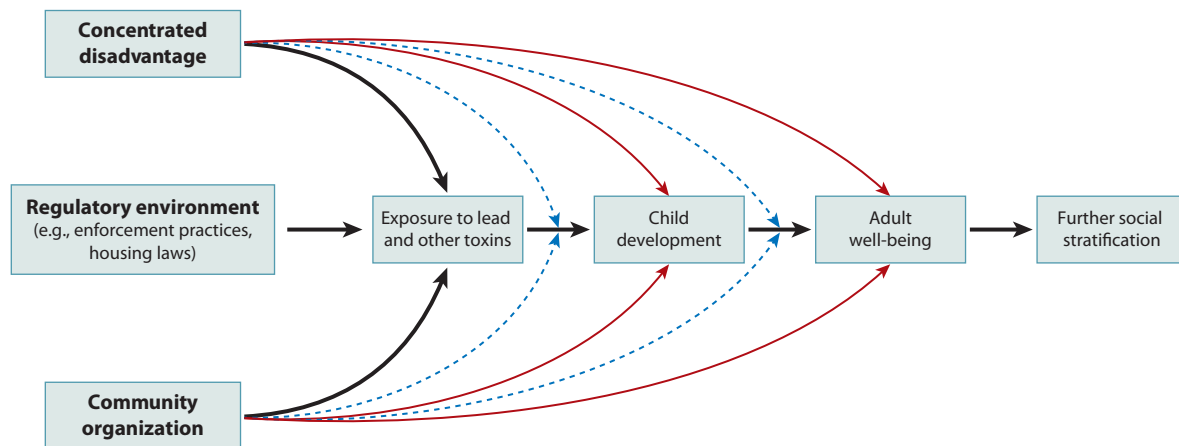 Concentrated
disadvantage
Regulatory environment
(e.g., enforcement practices,
housing laws)
Exposure to lead
and other toxins
Child
development
Adult
well-being
Further social
stratification
Community
organization